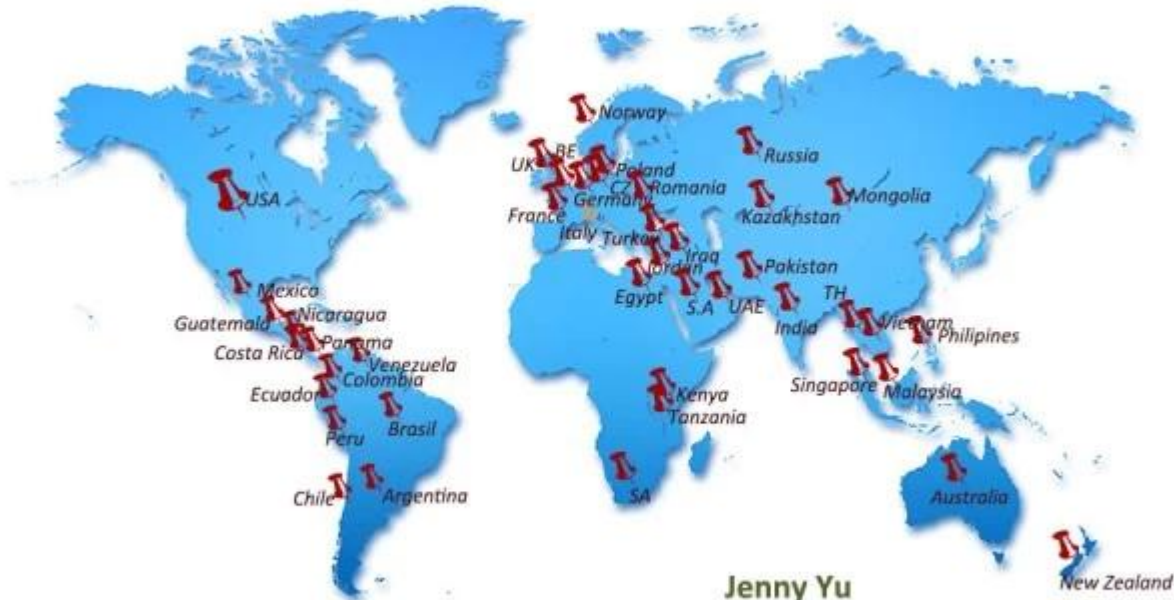 Norway
UK
BE
Poland
CZ
Romania
Russia
Germany
Kazakhstan
Mongolia
USA
France
Italy
Turkey
Iraq
Jordan
Pakistan
Egypt
S.A
UAE
TH
India
Vietnam
Philipines
Mexico
Guatemala
Nicaragua
Costa Rica
Panama
Venezuela
Colombia
Ecuador
Singapore
Malaysia
Kenya
Tanzania
Peru
Brasil
Chile
Argentina
SA
Australia
New Zealand
Jenny Yu